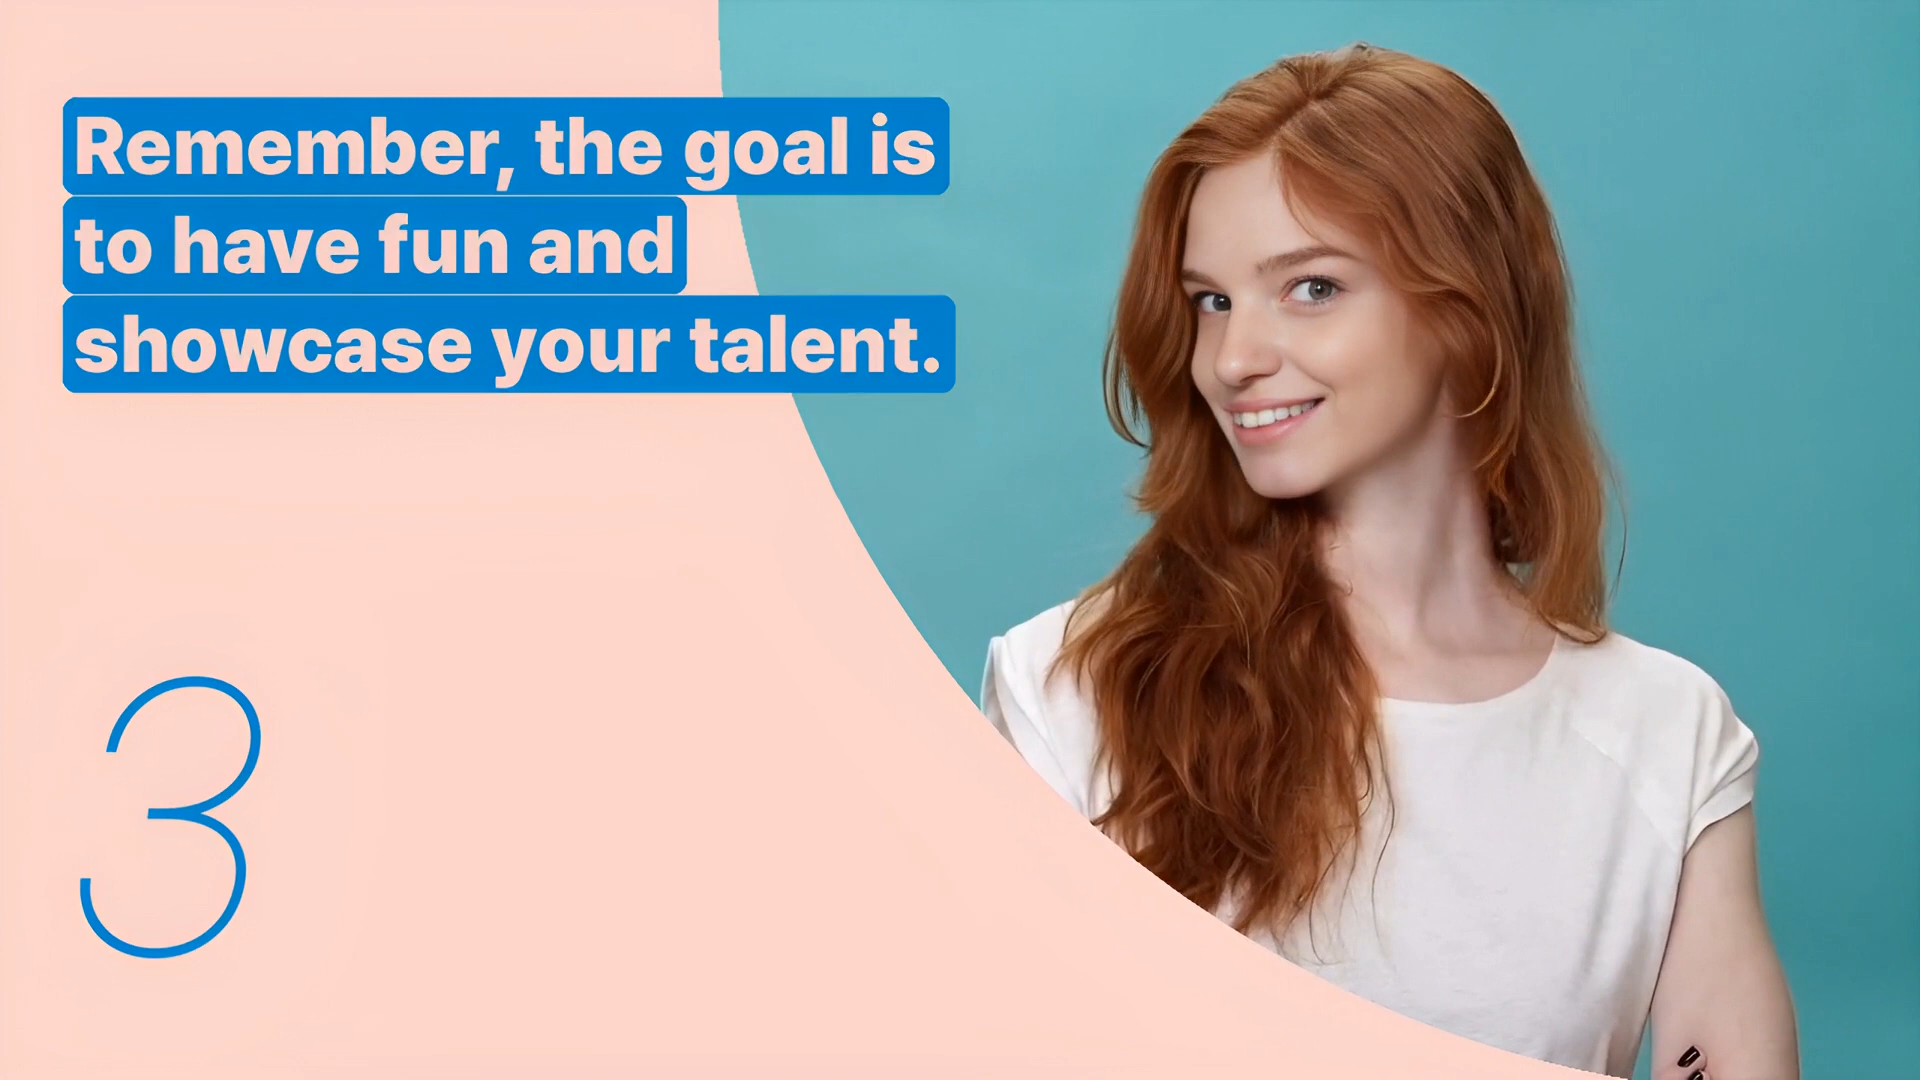 Remember, the goal is
to have fun and
showcase your talent.
3